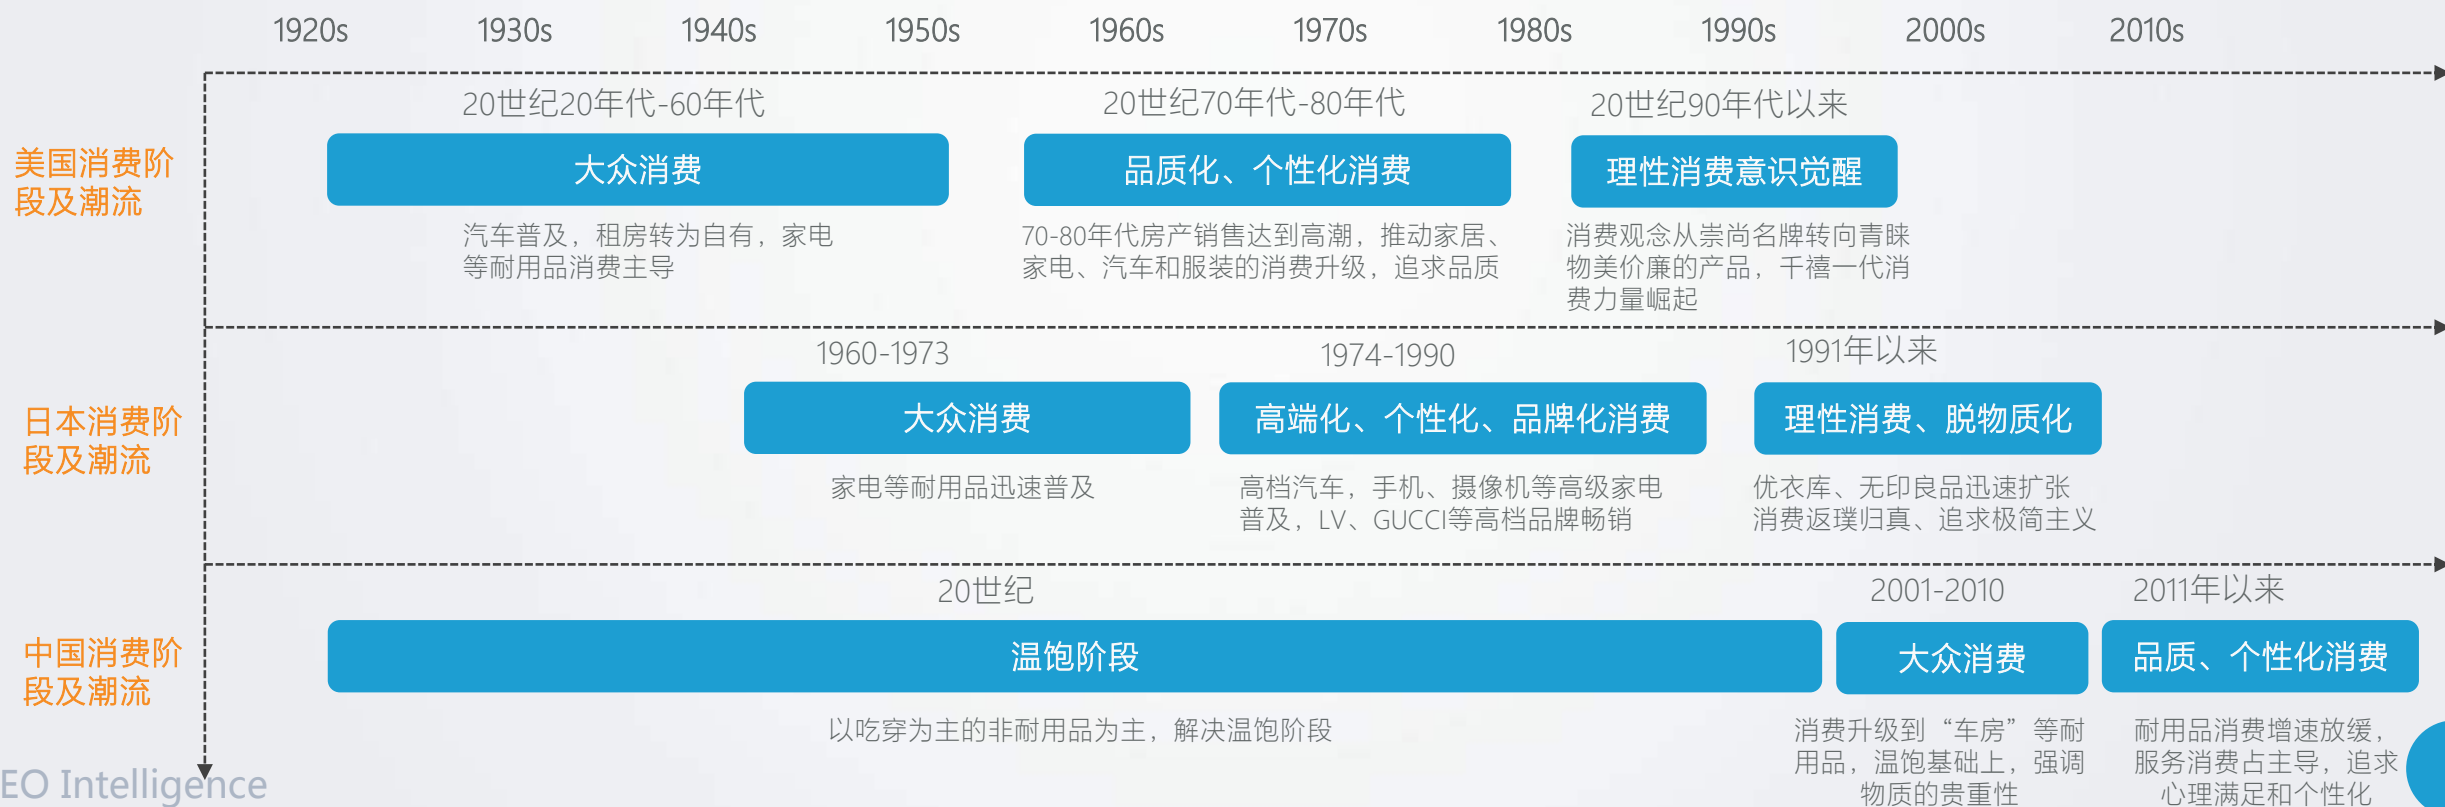 1920s 1930s 1940s 1950s 1960s 1970s 1980s 1990s 2000s 2010s
美国消费阶
段及潮流
20世纪20年代-60年代
大众消费
汽车普及，租房转为自有，家电
等耐用品消费主导
20世纪70年代-80年代
品质化、个性化消费
70-80年代房产销售达到高潮，推动家居、
家电、汽车和服装的消费升级，追求品质
20世纪90年代以来
理性消费意识觉醒
消费观念从崇尚名牌转向青睐
物美价廉的产品，千禧一代消
费力量崛起
日本消费阶
段及潮流
1960-1973
大众消费
家电等耐用品迅速普及
1974-1990
高端化、个性化、品牌化消费
高档汽车，手机、摄像机等高级家电
普及，LV、GUCCI等高档品牌畅销
1991年以来
理性消费、脱物质化
优衣库、无印良品迅速扩张
消费返璞归真、追求极简主义
中国消费阶
段及潮流
20世纪
温饱阶段
以吃穿为主的非耐用品为主，解决温饱阶段
2001-2010
大众消费
消费升级到“车房”等耐
用品，温饱基础上，强调
物质的贵重性
2011年以来
品质、个性化消费
耐用品消费增速放缓，
服务消费占主导，追求
心理满足和个性化
EO Intelligence